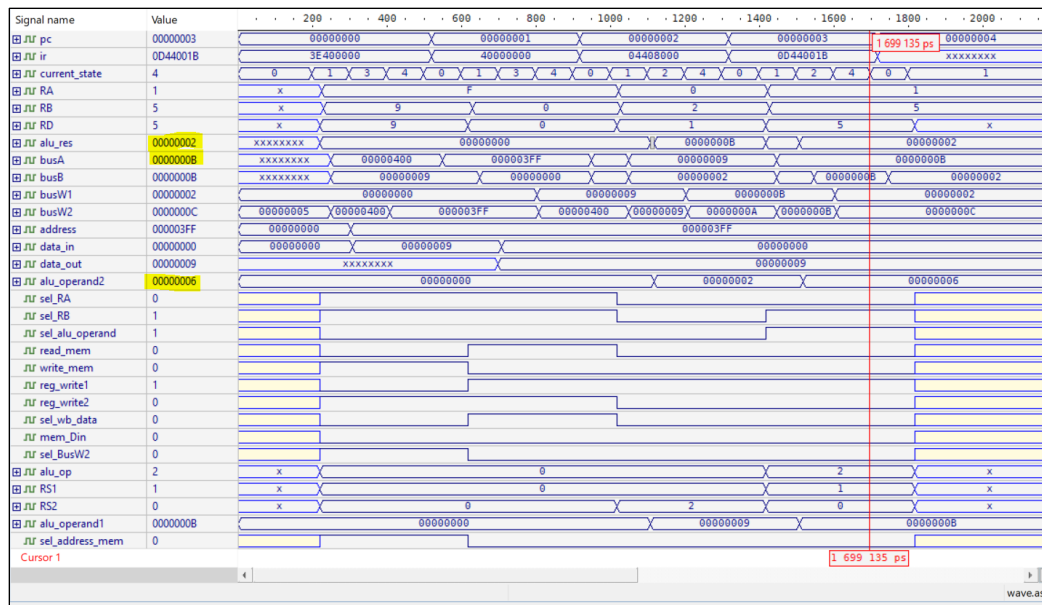 Signal name Value 200 400 600 800 1000 1200 1400 1600 1800 2000
pc 00000003 00000000 00000001 00000002 00000003 00000004
1 699 135 ps
ir 0D44001B 3E400000 40000000 04408000 0D44001B xxxxxxxx
current_state 4 0 1 3 4 0 1 3 4 0 1 2 4 0 1 2 4 0 1
RA 1 x F 0 1
RB 5 x 9 0 2 5
RD 5 x 9 0 1 5 x
alu_res 00000002 xxxxxxxx 00000000 0000000B 00000002
busA 0000000B xxxxxxxx 00000400 000003FF 00000009 0000000B
busB 0000000B xxxxxxxx 00000009 00000000 00000002 0000000B 00000002
busW1 00000002 00000000 00000009 0000000B 00000002
busW2 0000000C 00000005 00000400 000003FF 00000400 00000009 0000000A 0000000B 0000000C
address 000003FF 00000000 000003FF
data_in 00000000 00000000 00000009 00000000
data_out 00000009 xxxxxxxx 00000009
alu_operand2 00000006 00000000 00000002 00000006
sel_RA 0
sel_RB 1
sel_alu_operand 1
read_mem 0
write_mem 0
reg_write1 1
reg_write2 0
sel_wb_data 0
mem_Din 0
sel_BusW2 0
alu_op 2 x 0 2 x
RS1 1 x 0 1 x
RS2 0 x 0 2 0 x
alu_operand1 0000000B 00000000 00000009 0000000B
sel_address_mem 0
Cursor 1 1 699 135 ps
wave.as